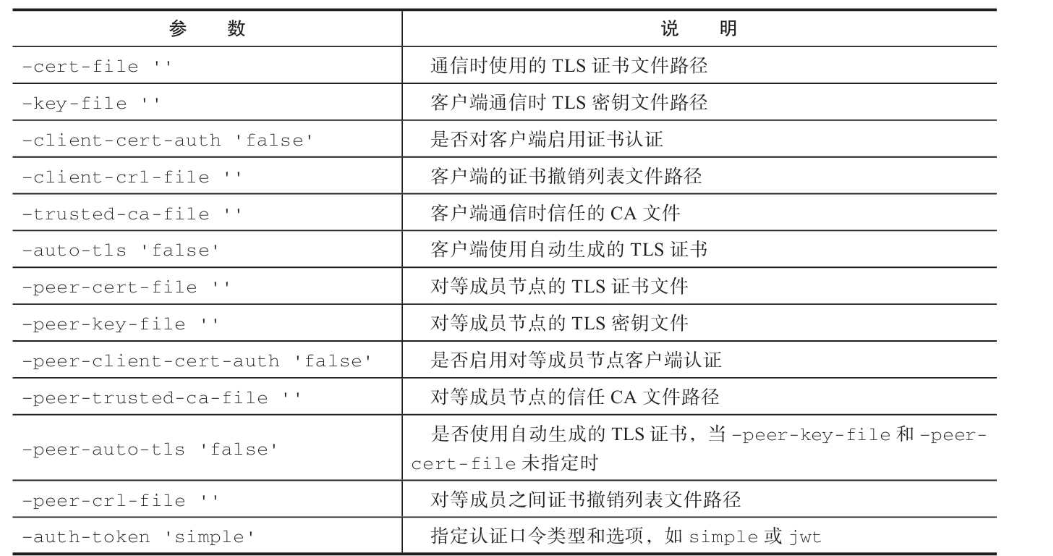 参 数 说 明
-cert-file '' 通信时使用的 TLS 证书文件路径
-key-file '' 客户端通信时 TLS 密钥文件路径
-client-cert-auth 'false' 是否对客户端启用证书认证
-client-crl-file '' 客户端的证书撤销列表文件路径
-trusted-ca-file '' 客户端通信时信任的 CA 文件
-auto-tls 'false' 客户端使用自动生成的 TLS 证书
-peer-cert-file '' 对等成员节点的 TLS 证书文件
-peer-key-file '' 对等成员节点的 TLS 密钥文件
-peer-client-cert-auth 'false' 是否启用对等成员节点客户端认证
-peer-trusted-ca-file '' 对等成员节点的信任 CA 文件路径
-peer-auto-tls 'false' 是否使用自动生成的 TLS 证书，当 -peer-key-file 和 -peer-
cert-file 未指定时
-peer-crl-file '' 对等成员之间证书撤销列表文件路径
-auth-token 'simple' 指定认证口令类型和选项，如 simple 或 jwt